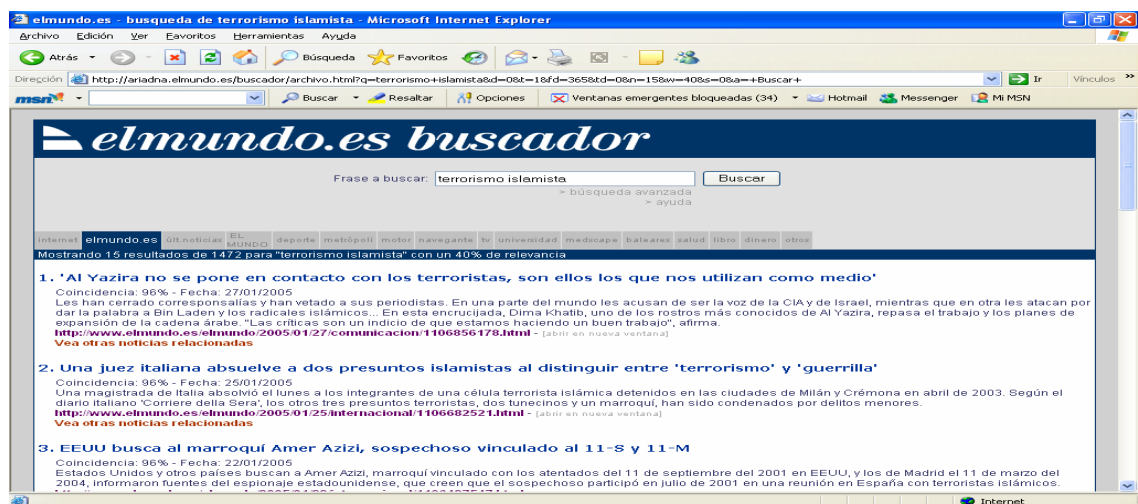 elmundo.es - busqueda de terrorismo islamista - Microsoft Internet Explorer
Archivo Edición Ver Favoritos Herramientas Ayuda
Atrás Búsqueda Favoritos
Dirección http://ariadna.elmundo.es/buscador/archivo.html?q=terrorismo+islamista&d=0&t=1&fd=365&td=0&n=15&w=40&s=0&a=+Buscar+ Ir Vínculos »
msn Buscar Resaltar Opciones Ventanas emergentes bloqueadas (34) Hotmail Messenger Mi MSN
elmundo.es buscador
Frase a buscar: terrorismo islamista Buscar
> búsqueda avanzada
> ayuda
internet elmundo.es últ.noticias EL MUNDO deporte metrópoli motor navegante tv universidad medscape baleares salud libro dinero otros
Mostrando 15 resultados de 1472 para "terrorismo islamista" con un 40% de relevancia
1. 'Al Yazira no se pone en contacto con los terroristas, son ellos los que nos utilizan como medio'
Coincidencia: 96% - Fecha: 27/01/2005
Les han cerrado corresponsalías y han vetado a sus periodistas. En una parte del mundo les acusan de ser la voz de la CIA y de Israel, mientras que en otra les atacan por
dar la palabra a Bin Laden y los radicales islámicos... En esta encrucijada, Dima Khatib, uno de los rostros más conocidos de Al Yazira, repasa el trabajo y los planes de
expansión de la cadena árabe. "Las críticas son un indicio de que estamos haciendo un buen trabajo", afirma.
http://www.elmundo.es/elmundo/2005/01/27/comunicacion/1106856178.html - [abrir en nueva ventana]
Vea otras noticias relacionadas
2. Una juez italiana absuelve a dos presuntos islamistas al distinguir entre 'terrorismo' y 'guerrilla'
Coincidencia: 96% - Fecha: 25/01/2005
Una magistrada de Italia absolvió el lunes a los integrantes de una célula terrorista islámica detenidos en las ciudades de Milán y Crémona en abril de 2003. Según el
diario italiano 'Corriere della Sera', los otros tres presuntos terroristas, dos tunecinos y un marroquí, han sido condenados por delitos menores.
http://www.elmundo.es/elmundo/2005/01/25/internacional/1106682521.html - [abrir en nueva ventana]
Vea otras noticias relacionadas
3. EEUU busca al marroquí Amer Azizi, sospechoso vinculado al 11-S y 11-M
Coincidencia: 96% - Fecha: 22/01/2005
Estados Unidos y otros países buscan a Amer Azizi, marroquí vinculado con los atentados del 11 de septiembre del 2001 en EEUU, y los de Madrid el 11 de marzo del
2004, informaron fuentes del espionaje estadounidense, que creen que el sospechoso participó en julio de 2001 en una reunión en España con terroristas islámicos.
Internet